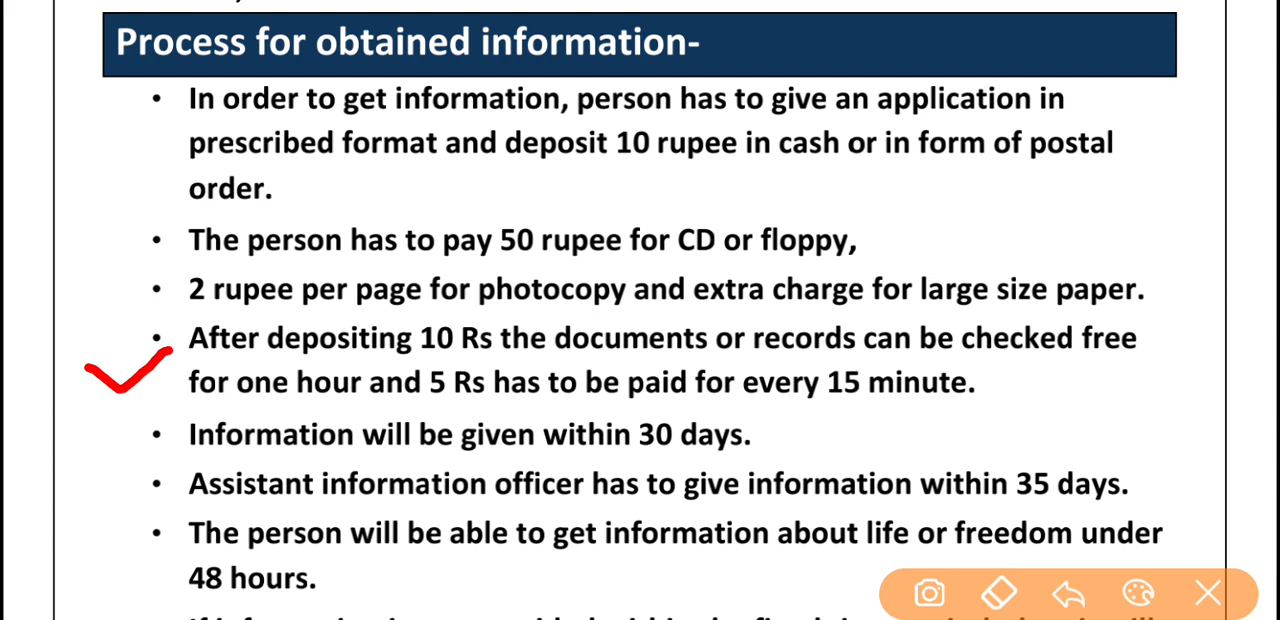 Process for obtained information-
• In order to get information, person has to give an application in
prescribed format and deposit 10 rupee in cash or in form of postal
order.
• The person has to pay 50 rupee for CD or floppy,
• 2 rupee per page for photocopy and extra charge for large size paper.
• After depositing 10 Rs the documents or records can be checked free
for one hour and 5 Rs has to be paid for every 15 minute.
• Information will be given within 30 days.
• Assistant information officer has to give information within 35 days.
• The person will be able to get information about life or freedom under
48 hours.